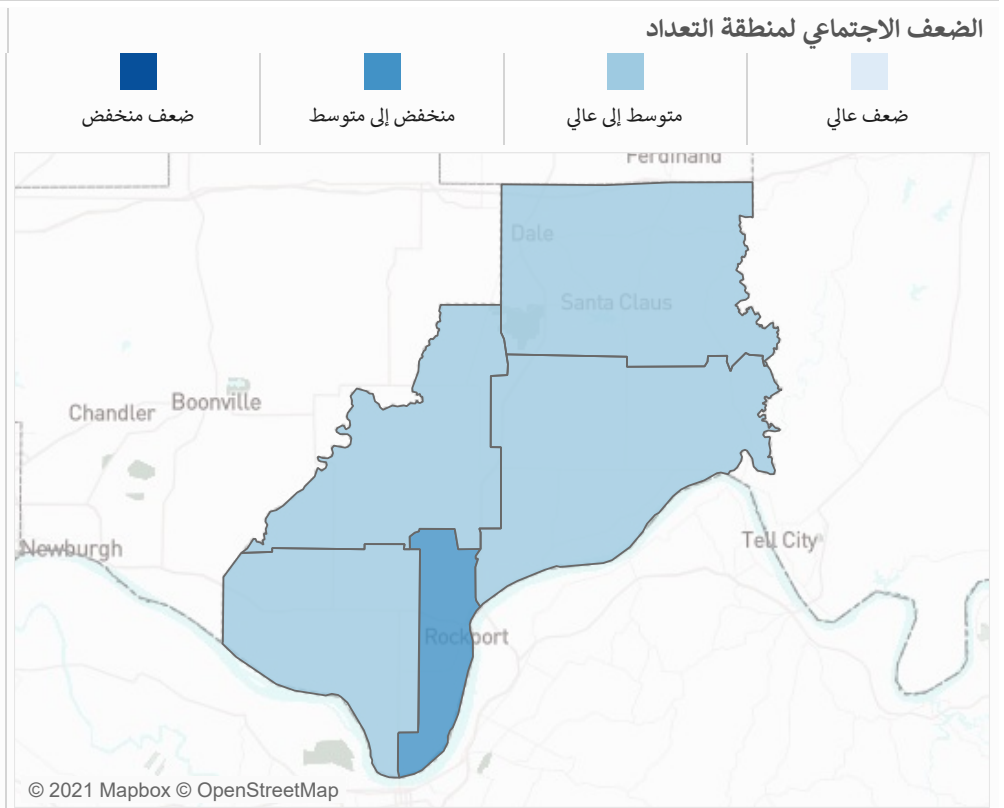 الضعف الاجتماعي لمنطقة التعداد
ضعف عالي
متوسط إلى عالي
منخفض إلى متوسط
ضعف منخفض
Ferdinand
Dale
Santa Claus
Boonville
Chandler
Newburgh
Tell City
Rockport
© 2021 Mapbox © OpenStreetMap